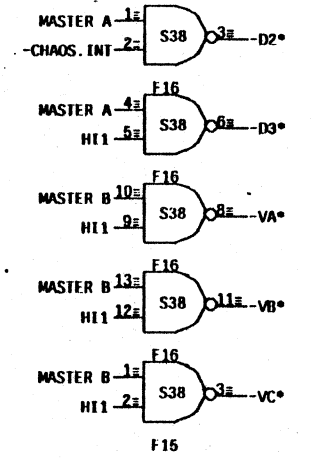 MASTER A 1 S38 3 -D2*
-CHAOS.INT 2
F16
MASTER A 4 S38 6 -D3*
HI1 5
F16
MASTER B 10 S38 8 -VA*
HI1 9
F16
MASTER B 13 S38 11 -VB*
HI1 12
F16
MASTER B 1 S38 3 -VC*
HI1 2
F15